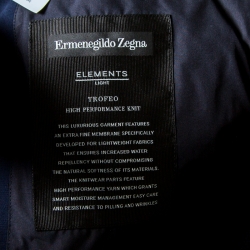 Ermenegildo Zegna
ELEMENTS
LIGHT
TROFEO
HIGH PERFORMANCE KNIT
THIS LUXURIOUS GARMENT FEATURES
AN EXTRA FINE MEMBRANE SPECIFICALLY
DEVELOPED FOR LIGHTWEIGHT FABRICS
THAT ENSURES INCREASED WATER
REPELLENCY WITHOUT COMPROMISING
THE NATURAL SOFTNESS OF ITS MATERIALS.
THE KNITWEAR PARTS FEATURE
HIGH PERFORMANCE YARN WHICH GRANTS
SMART MOISTURE MANAGEMENT EASY CARE
AND RESISTANCE TO PILLING AND WRINKLES